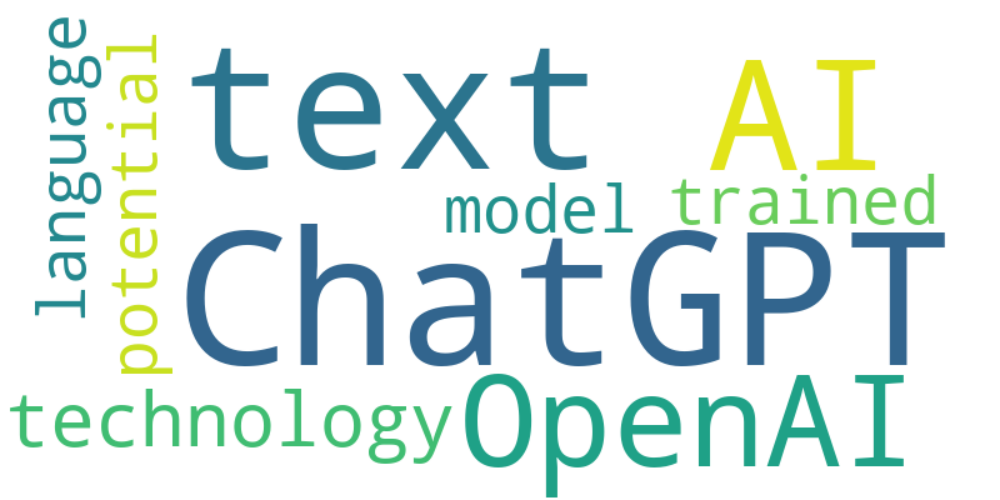 language
potential
text
AI
model
trained
ChatGPT
technology
OpenAI